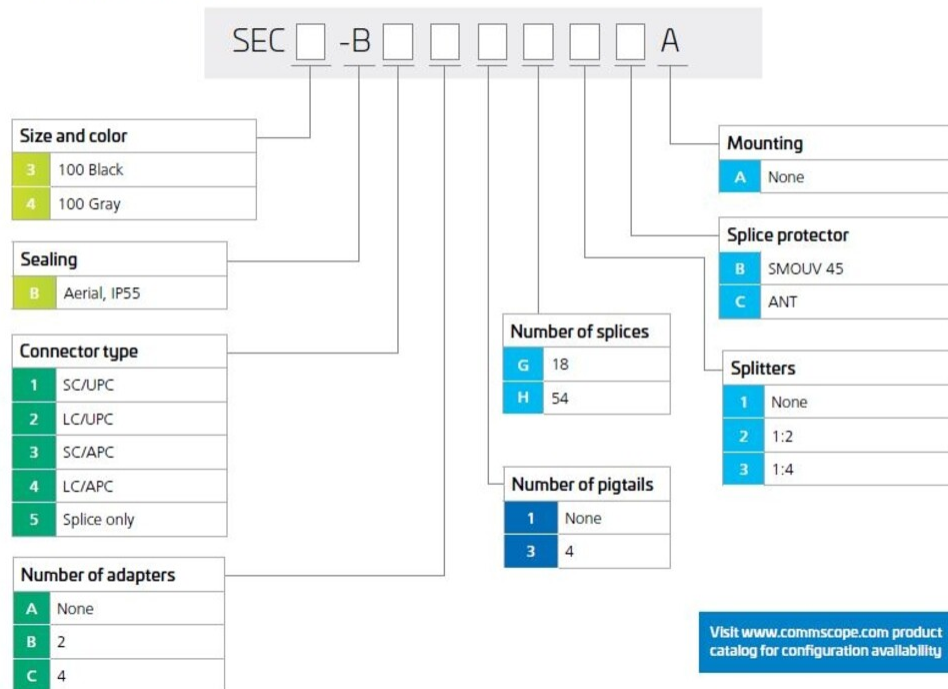 SEC -B A
Size and color
3 100 Black
4 100 Gray
Sealing
B Aerial, IP55
Connector type
1 SC/UPC
2 LC/UPC
3 SC/APC
4 LC/APC
5 Splice only
Number of adapters
A None
B 2
C 4
Number of splices
G 18
H 54
Number of pigtails
1 None
3 4
Mounting
A None
Splice protector
B SMOUV 45
C ANT
Splitters
1 None
2 1:2
3 1:4
Visit www.commscope.com product
catalog for configuration availability